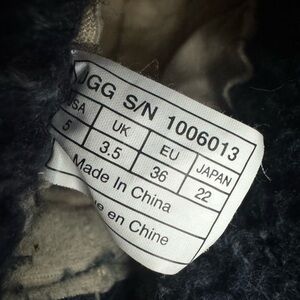 UGG S/N 1006013
USA UK EU JAPAN
5 3.5 36 22
Made In China
en Chine